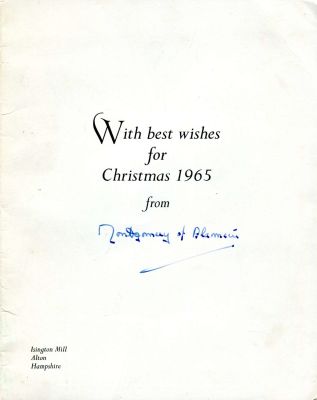 With best wishes
for
Christmas 1965
from
Montgomery of Alamein
Isington Mill
Alton
Hampshire